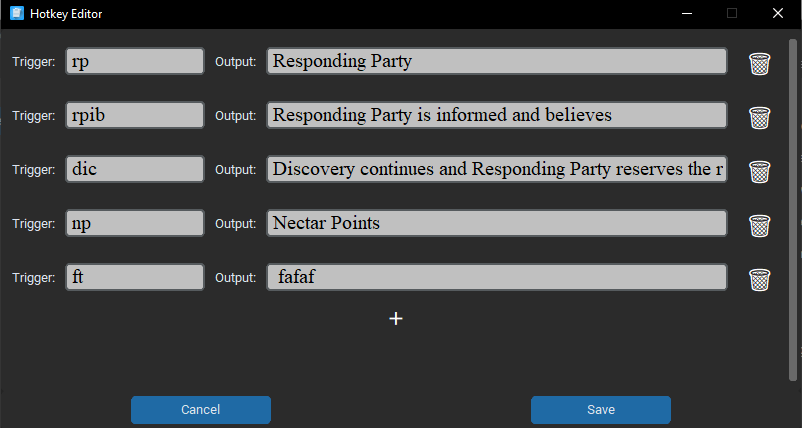 Hotkey Editor
Trigger: rp Output: Responding Party
Trigger: rpib Output: Responding Party is informed and believes
Trigger: dic Output: Discovery continues and Responding Party reserves the r
Trigger: np Output: Nectar Points
Trigger: ft Output: fafaf
+
Cancel Save